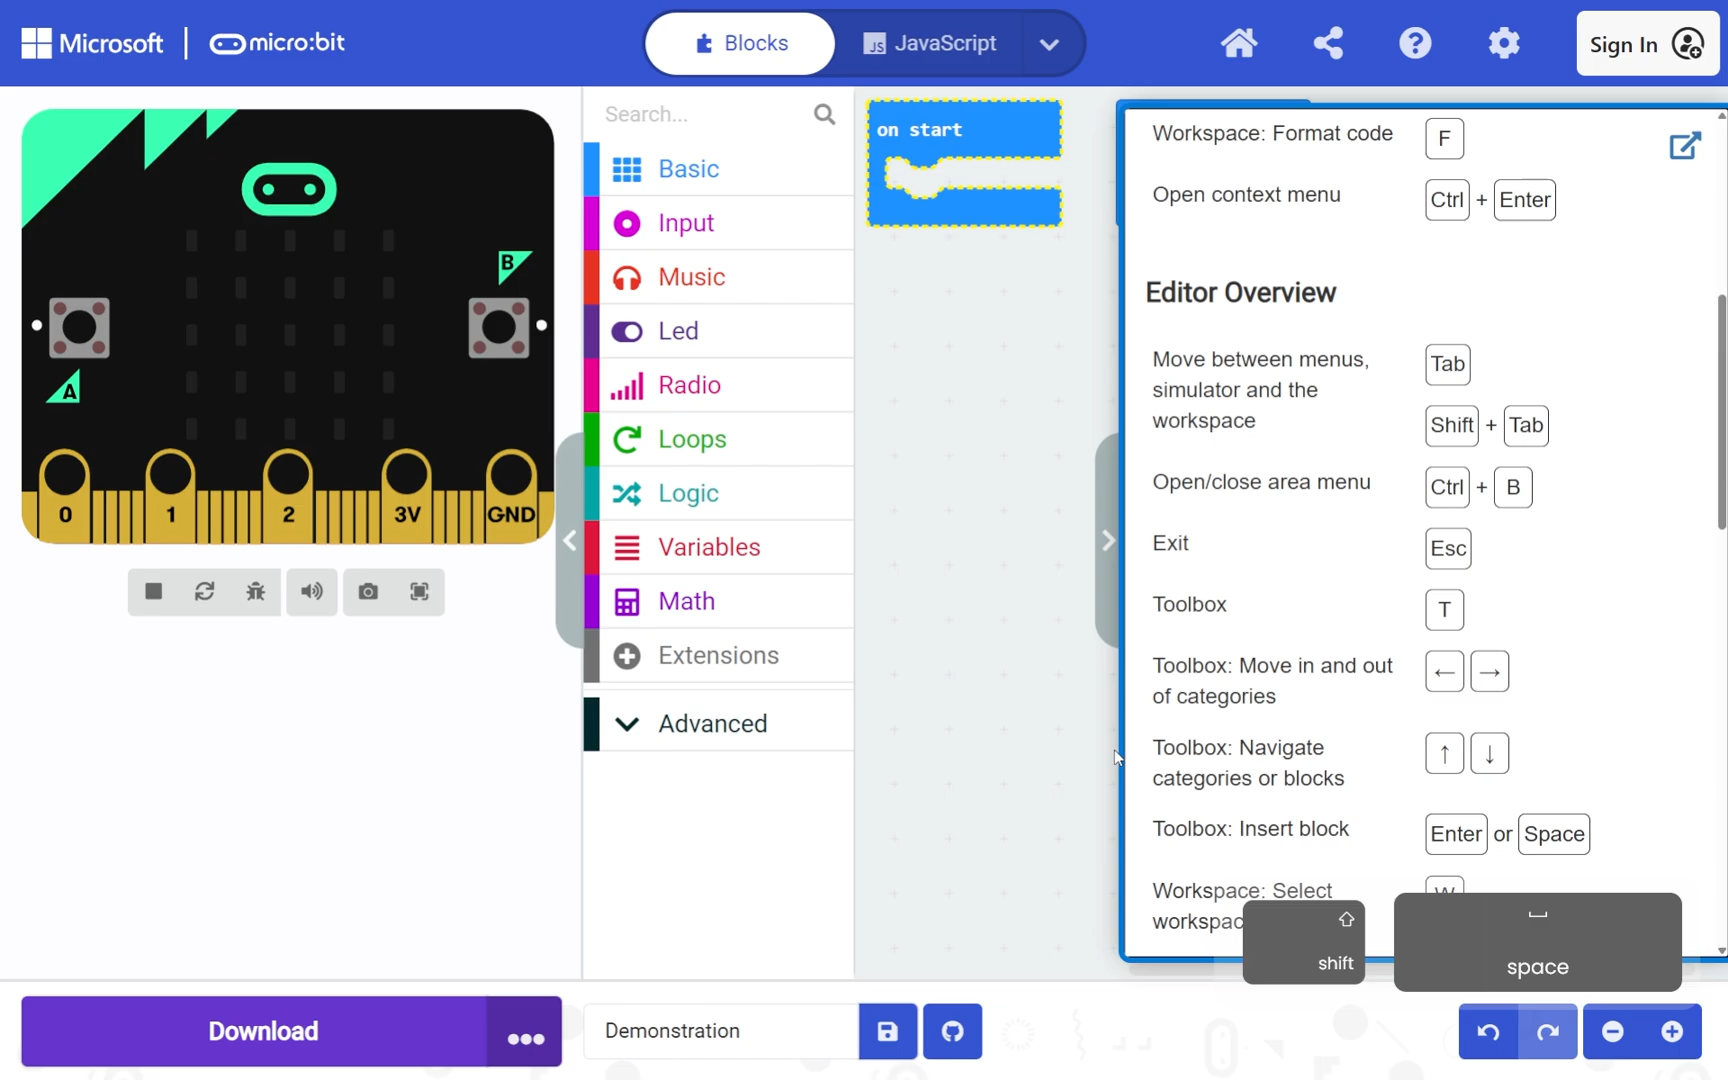 Microsoft | micro:bit
Blocks
JS JavaScript
Sign In
Search...
Basic
Input
Music
Led
Radio
Loops
Logic
Variables
Math
Extensions
Advanced
on start
B
A
0 1 2 3V GND
Workspace: Format code F
Open context menu Ctrl + Enter
Editor Overview
Move between menus, Tab
simulator and the
workspace Shift + Tab
Open/close area menu Ctrl + B
Exit Esc
Toolbox T
Toolbox: Move in and out ← →
of categories
Toolbox: Navigate ↑ ↓
categories or blocks
Toolbox: Insert block Enter or Space
Workspace: Select W
shift
space
Download
Demonstration